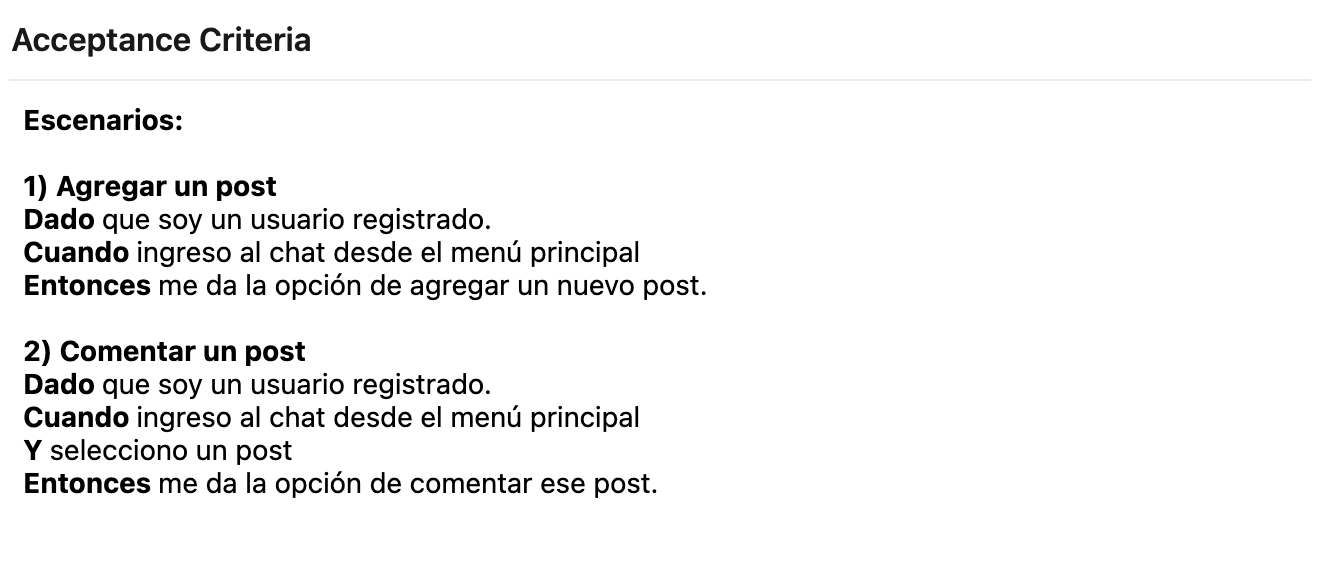 Acceptance Criteria
Escenarios:
1) Agregar un post
Dado que soy un usuario registrado.
Cuando ingreso al chat desde el menú principal
Entonces me da la opción de agregar un nuevo post.
2) Comentar un post
Dado que soy un usuario registrado.
Cuando ingreso al chat desde el menú principal
Y selecciono un post
Entonces me da la opción de comentar ese post.